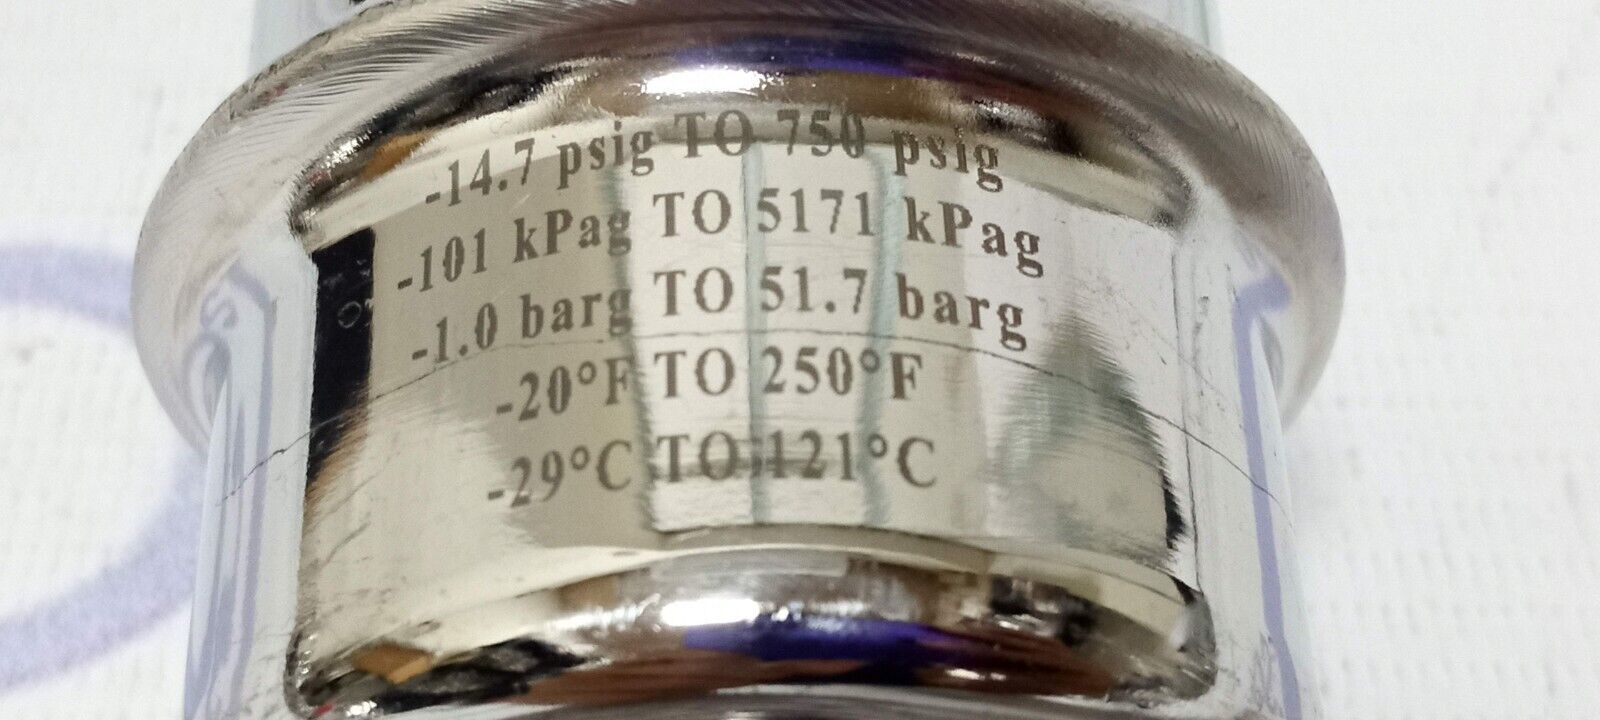 -14.7 psig TO 750 psig
-101 kPag TO 5171 kPag
-1.0 barg TO 51.7 barg
-20°F TO 250°F
-29°C TO 121°C